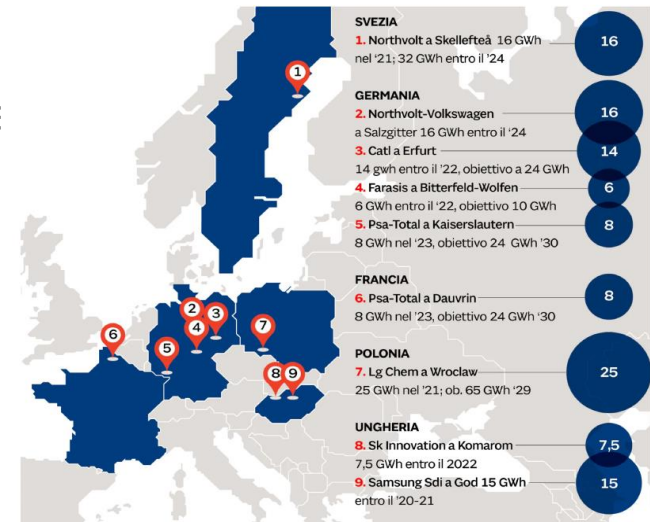 SVEZIA
1. Northvolt a Skellefteå 16 GWh
nel ‘21; 32 GWh entro il ’24
16
GERMANIA
2. Northvolt-Volkswagen
a Salzgitter 16 GWh entro il ‘24
16
3. Catl a Erfurt
14 gwh entro il ’22, obiettivo a 24 GWh
14
4. Farasis a Bitterfeld-Wolfen
6 GWh entro il ‘22, obiettivo 10 GWh
6
5. Psa-Total a Kaiserslautern
8 GWh nel ‘23, obiettivo 24 GWh ’30
8
FRANCIA
6. Psa-Total a Dauvrin
8 GWh nel ’23, obiettivo 24 GWh ‘30
8
POLONIA
7. Lg Chem a Wroclaw
25 GWh nel ’21; ob. 65 GWh ‘29
25
UNGHERIA
8. Sk Innovation a Komarom
7,5 GWh entro il 2022
7,5
9. Samsung Sdi a God 15 GWh
entro il ’20-21
15
1
2
3
4
5
6
7
8
9